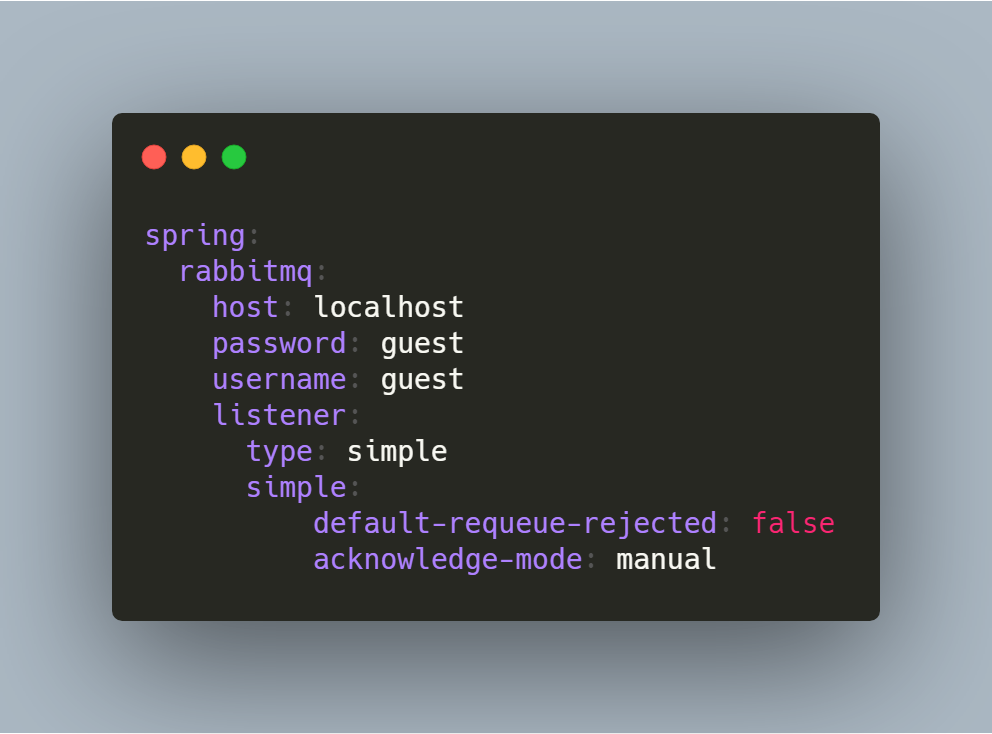 spring:
  rabbitmq:
    host: localhost
    password: guest
    username: guest
    listener:
      type: simple
      simple:
          default-requeue-rejected: false
          acknowledge-mode: manual